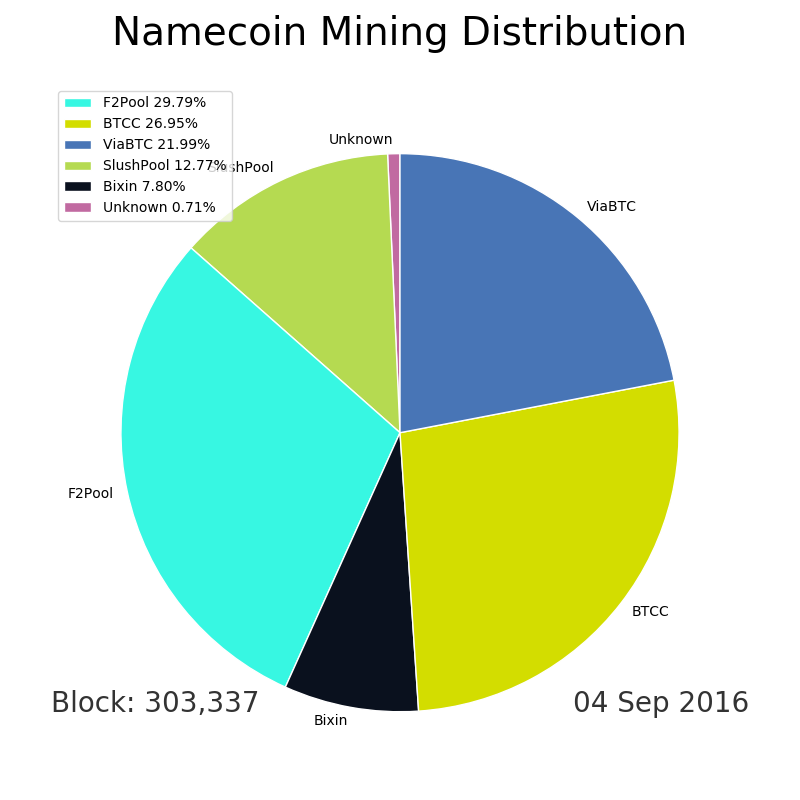 Namecoin Mining Distribution
F2Pool 29.79%
BTCC 26.95%
ViaBTC 21.99%
SlushPool 12.77%
Bixin 7.80%
Unknown 0.71%
Unknown
SlushPool
ViaBTC
F2Pool
BTCC
Bixin
Block: 303,337
04 Sep 2016